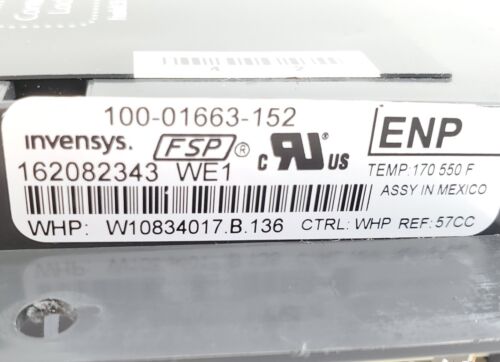 100-01663-152
invensys. FSP ® c RU US
162082343 WE1
WHP: W10834017.B.136
ENP
TEMP:170 550 F
ASSY IN MEXICO
CTRL: WHP REF: 57CC